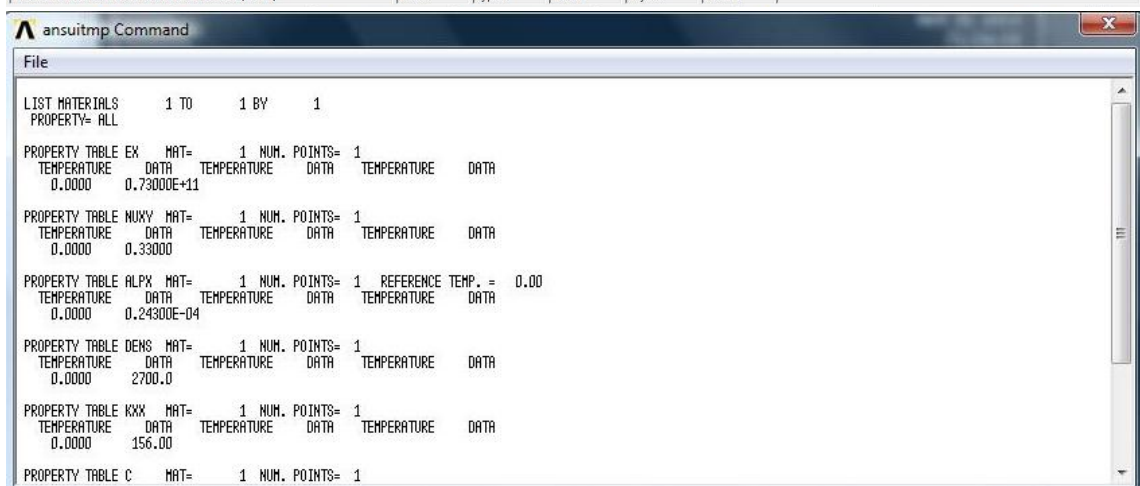 ansuitmp Command
File
LIST MATERIALS 1 TO 1 BY 1
PROPERTY= ALL
PROPERTY TABLE EX MAT= 1 NUM. POINTS= 1
TEMPERATURE DATA TEMPERATURE DATA TEMPERATURE DATA
0.0000 0.73000E+11
PROPERTY TABLE NUXY MAT= 1 NUM. POINTS= 1
TEMPERATURE DATA TEMPERATURE DATA TEMPERATURE DATA
0.0000 0.33000
PROPERTY TABLE ALPX MAT= 1 NUM. POINTS= 1 REFERENCE TEMP. = 0.00
TEMPERATURE DATA TEMPERATURE DATA TEMPERATURE DATA
0.0000 0.24300E-04
PROPERTY TABLE DENS MAT= 1 NUM. POINTS= 1
TEMPERATURE DATA TEMPERATURE DATA TEMPERATURE DATA
0.0000 2700.0
PROPERTY TABLE KXX MAT= 1 NUM. POINTS= 1
TEMPERATURE DATA TEMPERATURE DATA TEMPERATURE DATA
0.0000 156.00
PROPERTY TABLE C MAT= 1 NUM. POINTS= 1